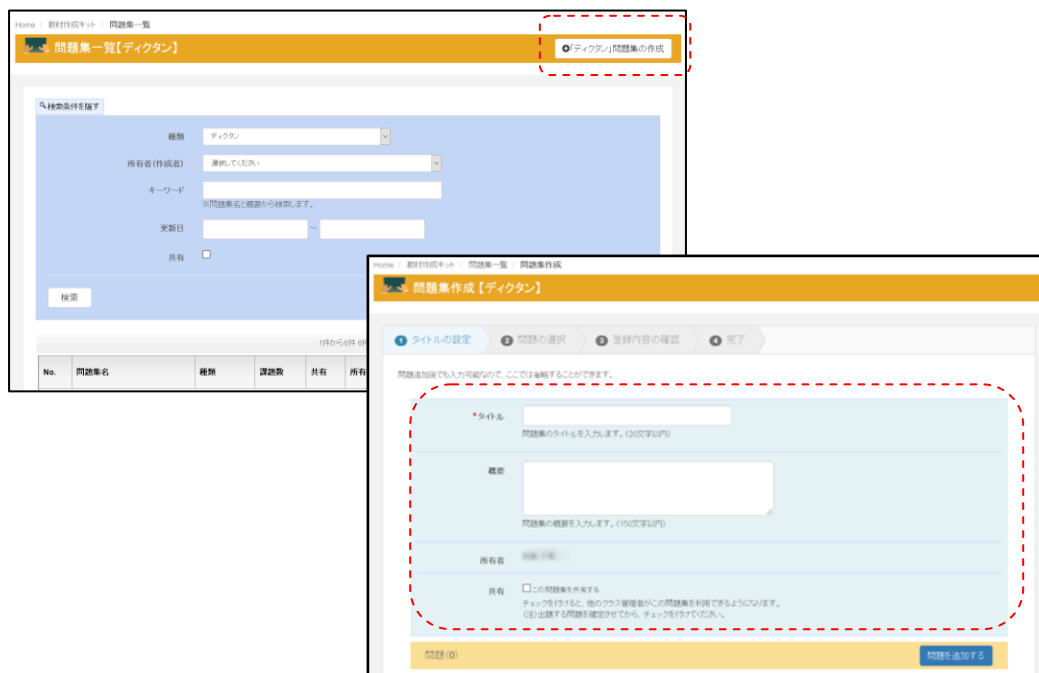 Home / 教材作成キット / 問題集一覧
問題集一覧【ディクタン】
「ディクタン」問題集の作成
検索条件を隠す
種類 ディクタン
所有者(作成者) 選択してください
キーワード
※問題集名と概要から検索します。
更新日 ～
共有
検索
1件から6件 6件
No. 問題集名 種類 課題数 共有 所有
Home / 教材作成キット / 問題集一覧 / 問題集作成
問題集作成【ディクタン】
1 タイトルの設定 2 問題の選択 3 登録内容の確認 4 完了
問題追加後でも入力可能なので、ここでは省略することができます。
*タイトル
問題集のタイトルを入力します。(20文字以内)
概要
問題集の概要を入力します。(150文字以内)
所有者
共有 この問題集を共有する
チェックを付けると、他のクラス管理者がこの問題集を利用できるようになります。
(注)出題する問題を確定させてから、チェックを付けてください。
問題(0) 問題を追加する